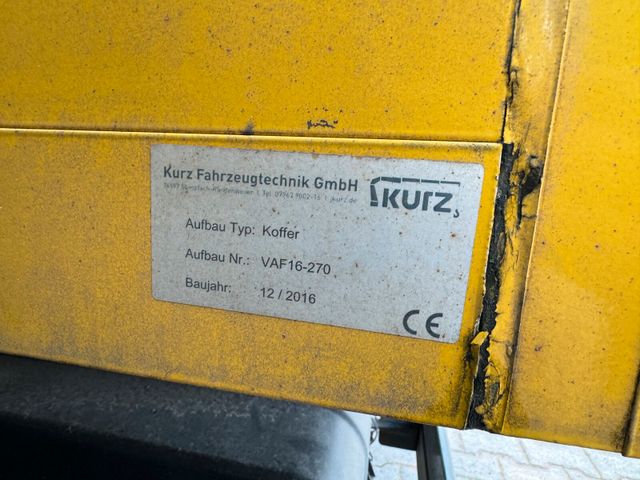 Kurz Fahrzeugtechnik GmbH
KURZ
Aufbau Typ: Koffer
Aufbau Nr.: VAF16-270
Baujahr: 12 / 2016
CE